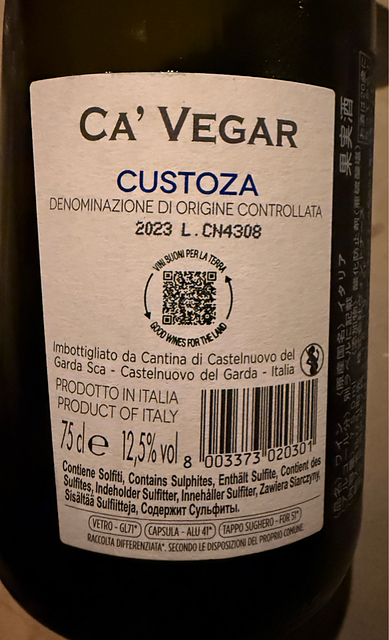 CA' VEGAR
CUSTOZA
DENOMINAZIONE DI ORIGINE CONTROLLATA
2023 L.CN4308
VINI BUONI PER LA TERRA
GOOD WINES FOR THE LAND
Imbottigliato da Cantina di Castelnuovo del
Garda Sca - Castelnuovo del Garda - Italia
PRODOTTO IN ITALIA
PRODUCT OF ITALY
75 cl e 12,5% vol
8 003373 020301
Contiene Solfiti, Contains Sulphites, Enthält Sulfite, Contient des
Sulfites, Indeholder Sulfitter, Innehåller Sulfiter, Zawiera Siarczyny,
Sisältää Sulfiitteja, Содержит Сульфиты.
VETRO - GL71* CAPSULA - ALU 41* TAPPO SUGHERO - FOR 51*
RACCOLTA DIFFERENZIATA*. SECONDO LE DISPOSIZIONI DEL PROPRIO COMUNE.
果実酒
イタリア